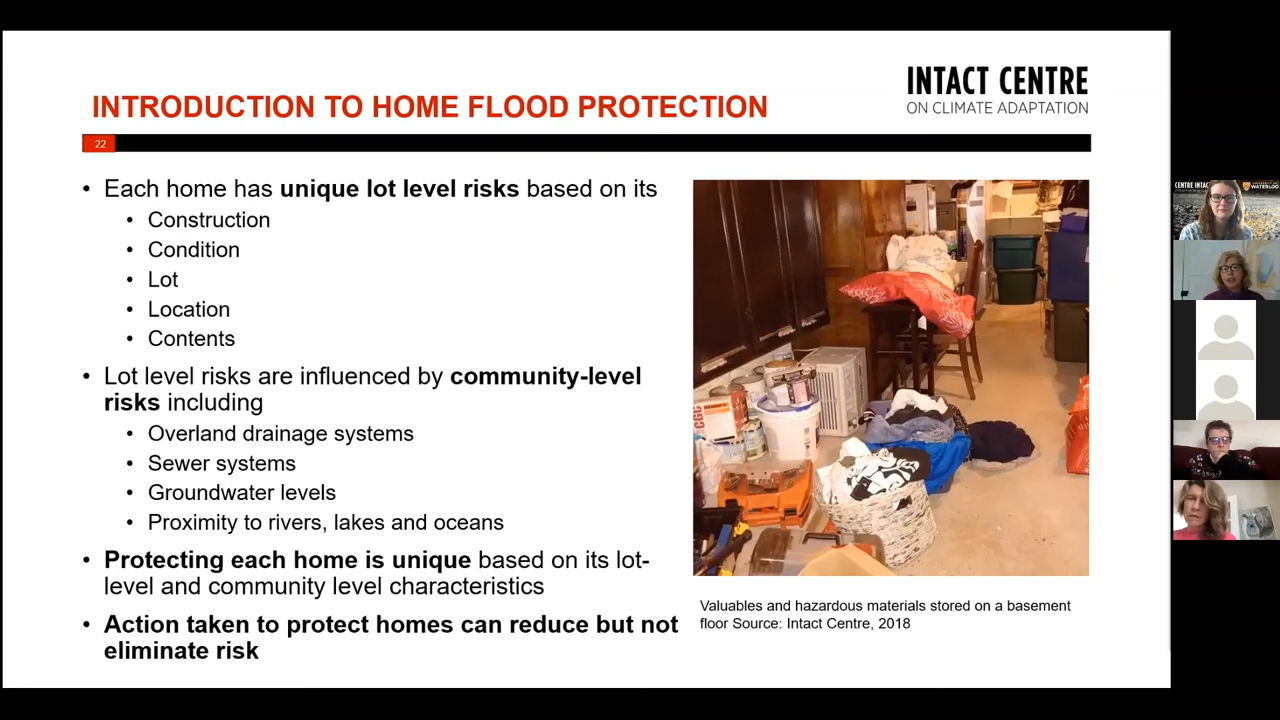 INTACT CENTRE
ON CLIMATE ADAPTATION
INTRODUCTION TO HOME FLOOD PROTECTION
22
• Each home has unique lot level risks based on its
• Construction
• Condition
• Lot
• Location
• Contents
• Lot level risks are influenced by community-level
risks including
• Overland drainage systems
• Sewer systems
• Groundwater levels
• Proximity to rivers, lakes and oceans
• Protecting each home is unique based on its lot-
level and community level characteristics
• Action taken to protect homes can reduce but not
eliminate risk
CGC
Valuables and hazardous materials stored on a basement
floor Source: Intact Centre, 2018
CENTRE INTAC
WATERLOO